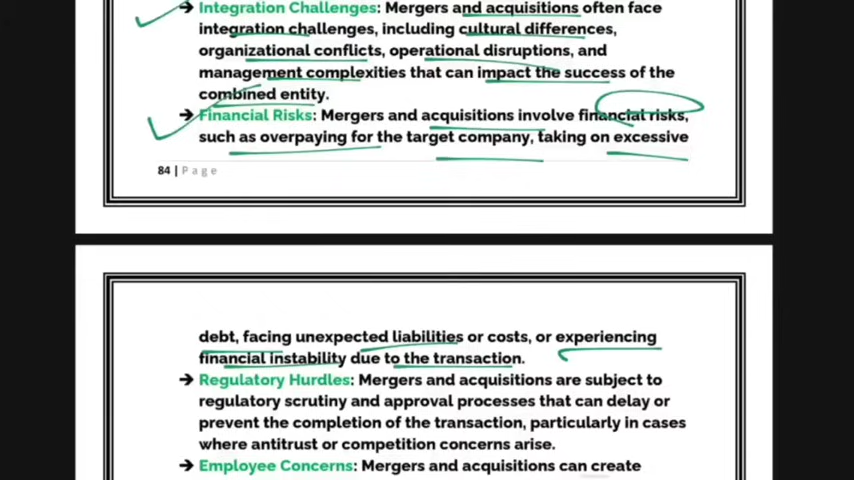 ➔ Integration Challenges: Mergers and acquisitions often face
integration challenges, including cultural differences,
organizational conflicts, operational disruptions, and
management complexities that can impact the success of the
combined entity.
➔ Financial Risks: Mergers and acquisitions involve financial risks,
such as overpaying for the target company, taking on excessive
84 | Page
debt, facing unexpected liabilities or costs, or experiencing
financial instability due to the transaction.
➔ Regulatory Hurdles: Mergers and acquisitions are subject to
regulatory scrutiny and approval processes that can delay or
prevent the completion of the transaction, particularly in cases
where antitrust or competition concerns arise.
➔ Employee Concerns: Mergers and acquisitions can create